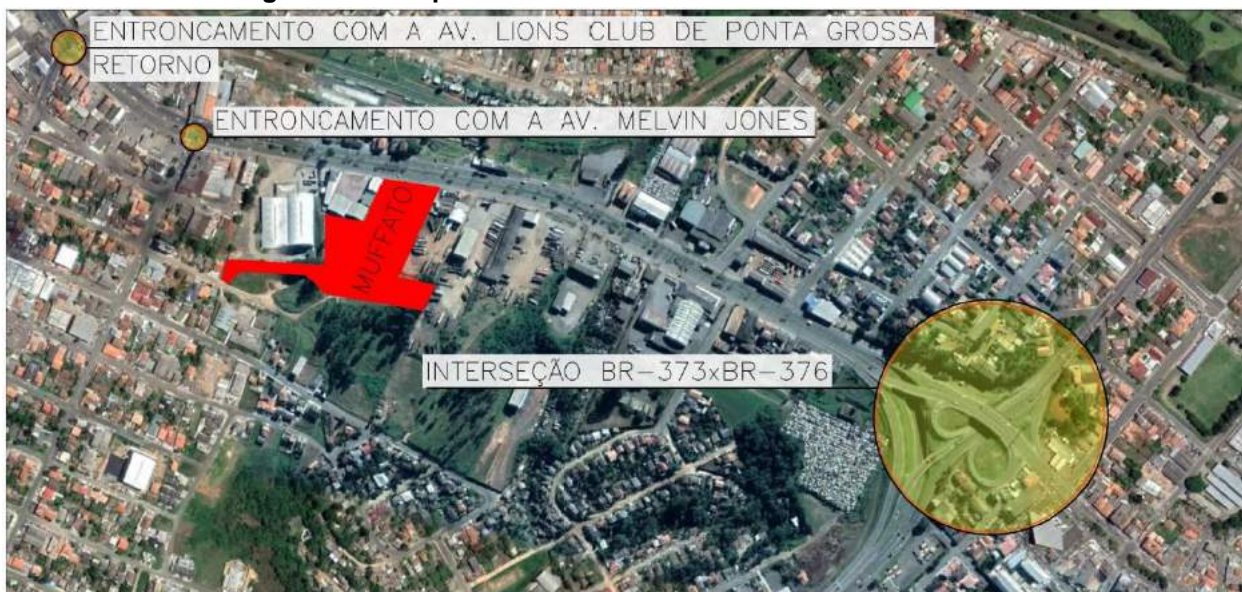 ENTRONCAMENTO COM A AV. LIONS CLUB DE PONTA GROSSA
RETORNO
ENTRONCAMENTO COM A AV. MELVIN JONES
MUFFATO
INTERSEÇÃO BR-373xBR-376